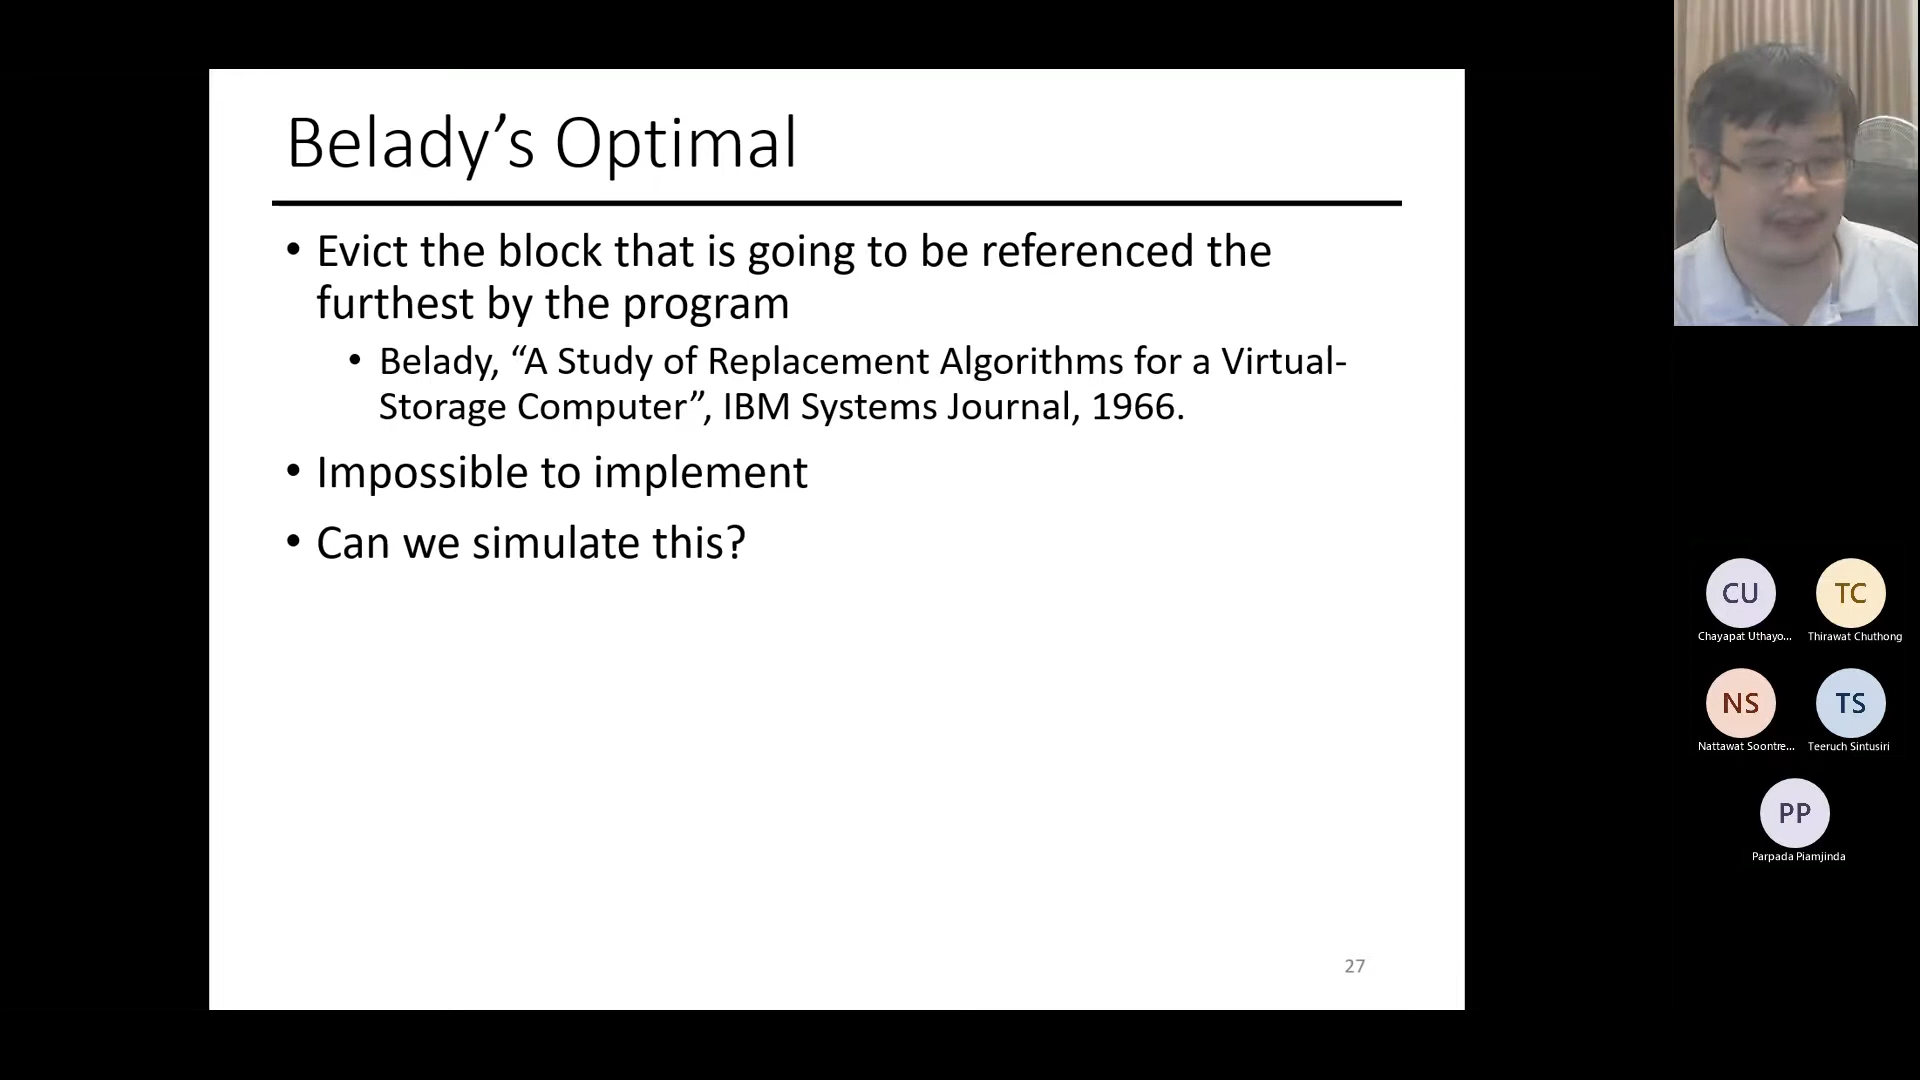 Belady’s Optimal
• Evict the block that is going to be referenced the
furthest by the program
• Belady, “A Study of Replacement Algorithms for a Virtual-
Storage Computer”, IBM Systems Journal, 1966.
• Impossible to implement
• Can we simulate this?
27
CU
Chayapat Uthayo...
TC
Thirawat Chuthong
NS
Nattawat Soontre...
TS
Teeruch Sintusiri
PP
Parpada Piamjinda